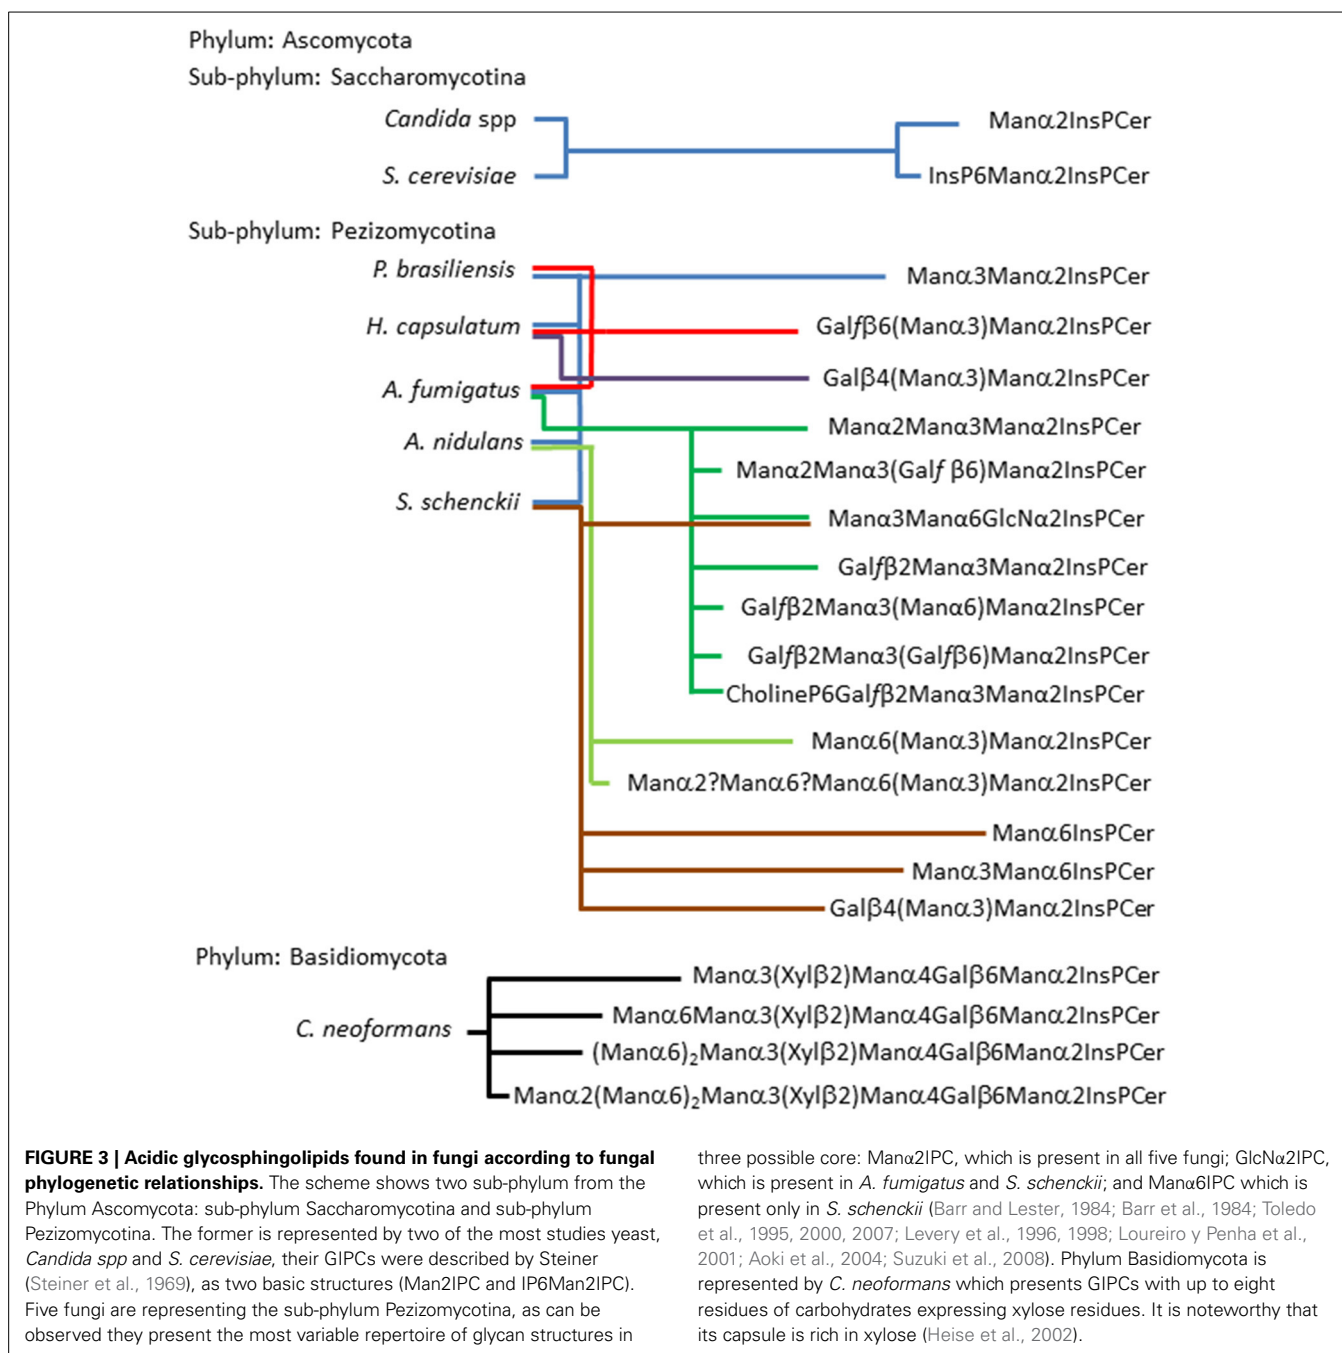 Phylum: Ascomycota
Sub-phylum: Saccharomycotina
Candida spp
Manα2InsPCer
S. cerevisiae
InsP6Manα2InsPCer
Sub-phylum: Pezizomycotina
P. brasiliensis
Manα3Manα2InsPCer
H. capsulatum
Galfβ6(Manα3)Manα2InsPCer
Galβ4(Manα3)Manα2InsPCer
A. fumigatus
Manα2Manα3Manα2InsPCer
A. nidulans
Manα2Manα3(Galf β6)Manα2InsPCer
S. schenckii
Manα3Manα6GlcNα2InsPCer
Galfβ2Manα3Manα2InsPCer
Galfβ2Manα3(Manα6)Manα2InsPCer
Galfβ2Manα3(Galfβ6)Manα2InsPCer
CholineP6Galfβ2Manα3Manα2InsPCer
Manα6(Manα3)Manα2InsPCer
Manα2?Manα6?Manα6(Manα3)Manα2InsPCer
Manα6InsPCer
Manα3Manα6InsPCer
Galβ4(Manα3)Manα2InsPCer
Phylum: Basidiomycota
Manα3(Xylβ2)Manα4Galβ6Manα2InsPCer
C. neoformans
Manα6Manα3(Xylβ2)Manα4Galβ6Manα2InsPCer
(Manα6)₂Manα3(Xylβ2)Manα4Galβ6Manα2InsPCer
Manα2(Manα6)₂Manα3(Xylβ2)Manα4Galβ6Manα2InsPCer
FIGURE 3 | Acidic glycosphingolipids found in fungi according to fungal
phylogenetic relationships. The scheme shows two sub-phylum from the
Phylum Ascomycota: sub-phylum Saccharomycotina and sub-phylum
Pezizomycotina. The former is represented by two of the most studies yeast,
Candida spp and S. cerevisiae, their GIPCs were described by Steiner
(Steiner et al., 1969), as two basic structures (Man2IPC and IP6Man2IPC).
Five fungi are representing the sub-phylum Pezizomycotina, as can be
observed they present the most variable repertoire of glycan structures in
three possible core: Manα2IPC, which is present in all five fungi; GlcNα2IPC,
which is present in A. fumigatus and S. schenckii; and Manα6IPC which is
present only in S. schenckii (Barr and Lester, 1984; Barr et al., 1984; Toledo
et al., 1995, 2000, 2007; Levery et al., 1996, 1998; Loureiro y Penha et al.,
2001; Aoki et al., 2004; Suzuki et al., 2008). Phylum Basidiomycota is
represented by C. neoformans which presents GIPCs with up to eight
residues of carbohydrates expressing xylose residues. It is noteworthy that
its capsule is rich in xylose (Heise et al., 2002).